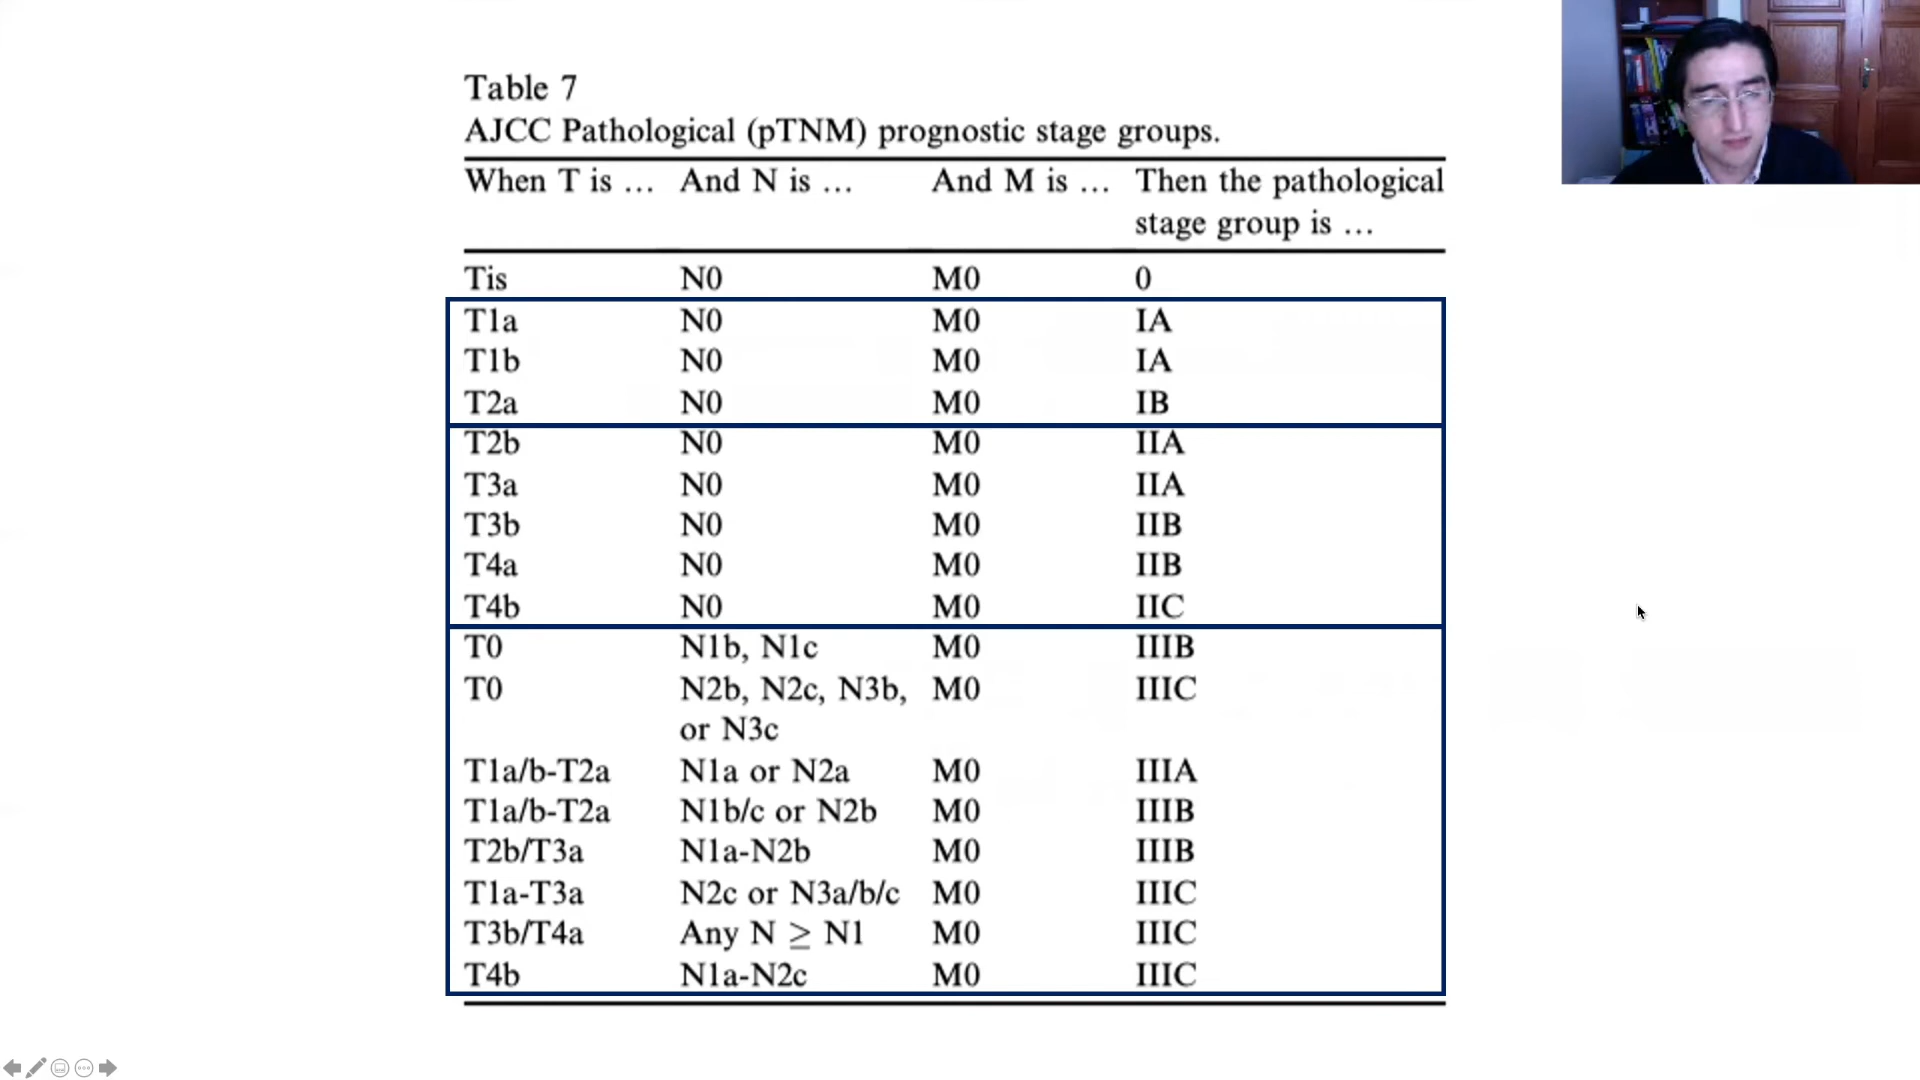 Table 7
AJCC Pathological (pTNM) prognostic stage groups.
When T is ... And N is ... And M is ... Then the pathological
stage group is ...
Tis N0 M0 0
T1a N0 M0 IA
T1b N0 M0 IA
T2a N0 M0 IB
T2b N0 M0 IIA
T3a N0 M0 IIA
T3b N0 M0 IIB
T4a N0 M0 IIB
T4b N0 M0 IIC
T0 N1b, N1c M0 IIIB
T0 N2b, N2c, N3b, M0 IIIC
or N3c
T1a/b-T2a N1a or N2a M0 IIIA
T1a/b-T2a N1b/c or N2b M0 IIIB
T2b/T3a N1a-N2b M0 IIIB
T1a-T3a N2c or N3a/b/c M0 IIIC
T3b/T4a Any N ≥ N1 M0 IIIC
T4b N1a-N2c M0 IIIC